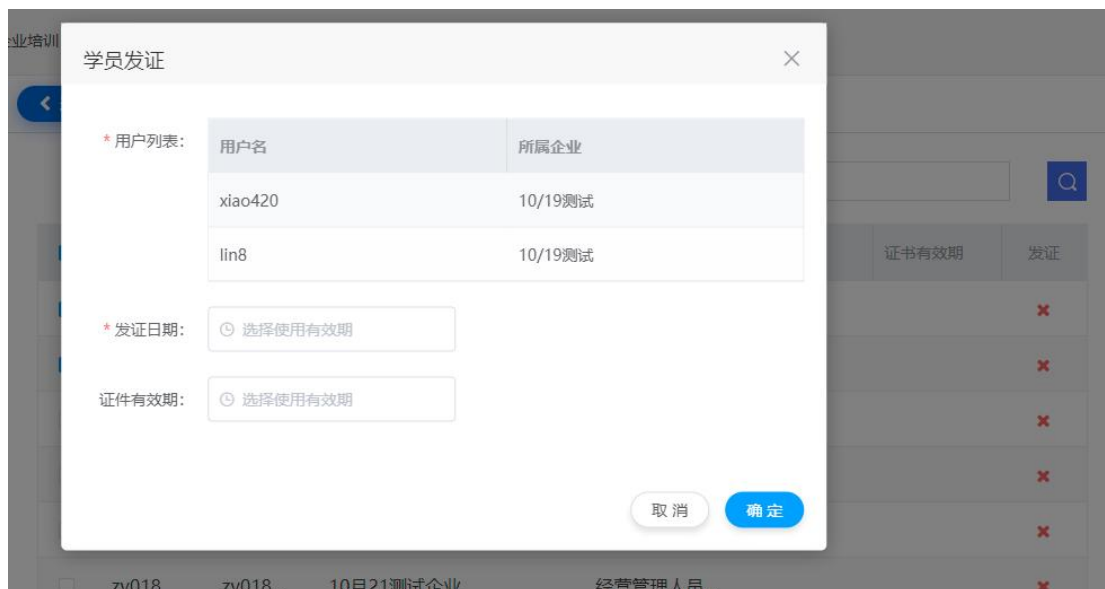 业培训
学员发证
* 用户列表：
用户名 所属企业
xiao420 10/19测试
lin8 10/19测试
证书有效期 发证
* 发证日期： 选择使用有效期
证件有效期： 选择使用有效期
取消 确定
zy018 zy018 10月21测试企业 经营管理人员